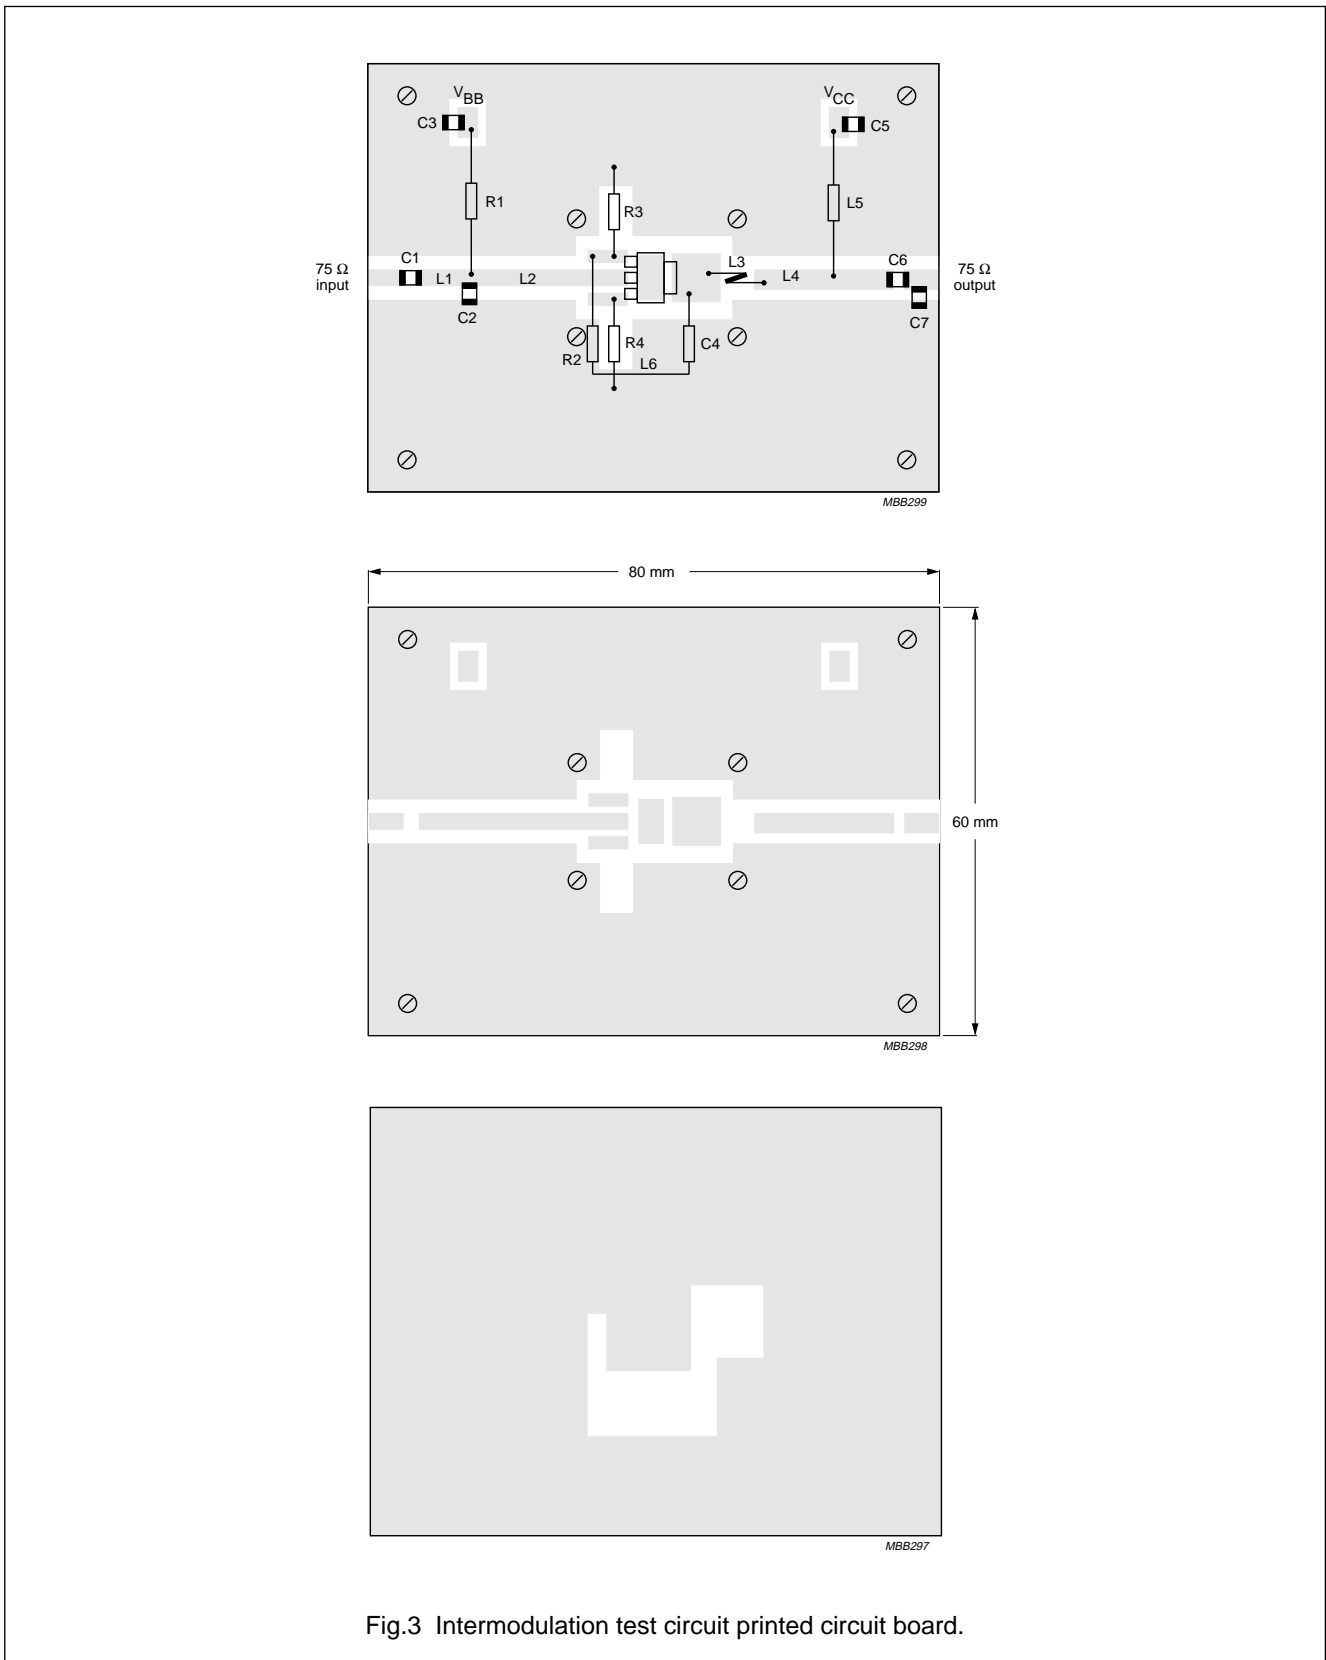 VBB
VCC
C3
C5
R1
R3
L5
C1
L3
C6
75 Ω
input
L1
L2
L4
75 Ω
output
C2
C7
R2
R4
L6
C4
MBB299
80 mm
60 mm
MBB298
MBB297
Fig.3 Intermodulation test circuit printed circuit board.